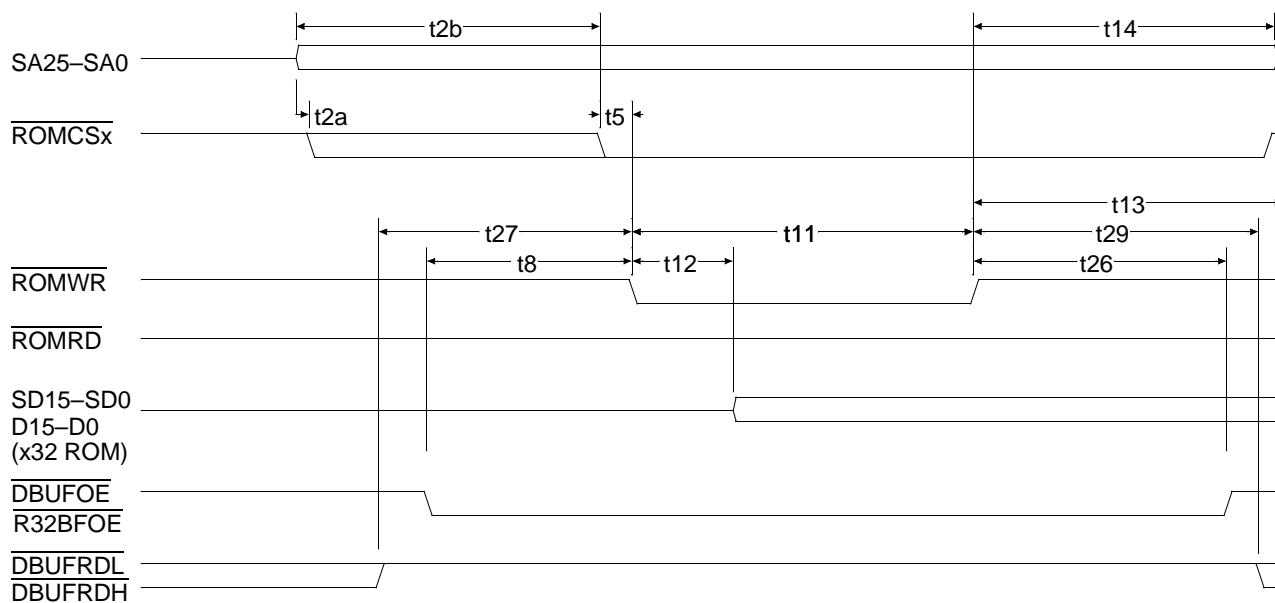 t2b
t14
SA25–SA0
t2a
t5
ROMCSx
t13
t27
t11
t29
t8
t12
t26
ROMWR
ROMRD
SD15–SD0
D15–D0
(x32 ROM)
DBUFOE
R32BFOE
DBUFRDL
DBUFRDH